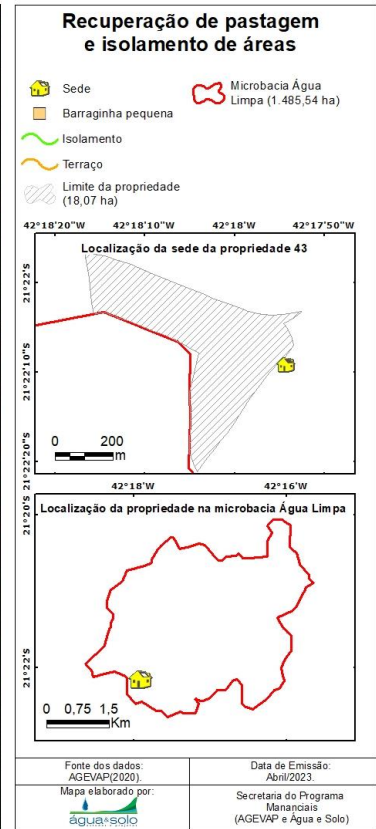 Recuperação de pastagem
e isolamento de áreas
Sede
Microbacia Água
Limpa (1.485,54 ha)
Barraginha pequena
Isolamento
Terraço
Limite da propriedade
(18,07 ha)
42°18'20"W 42°18'10"W 42°18'W 42°17'50"W
Localização da sede da propriedade 43
21°22'S
21°22'10"S
21°22'20"S
0 200
m
42°18'W 42°16'W
Localização da propriedade na microbacia Água Limpa
21°20'S
21°22'S
0 0,75 1,5
Km
Fonte dos dados:
AGEVAP(2020).
Data de Emissão:
Abril/2023.
Mapa elaborado por:
água&solo
Secretaria do Programa
Mananciais
(AGEVAP e Água e Solo)